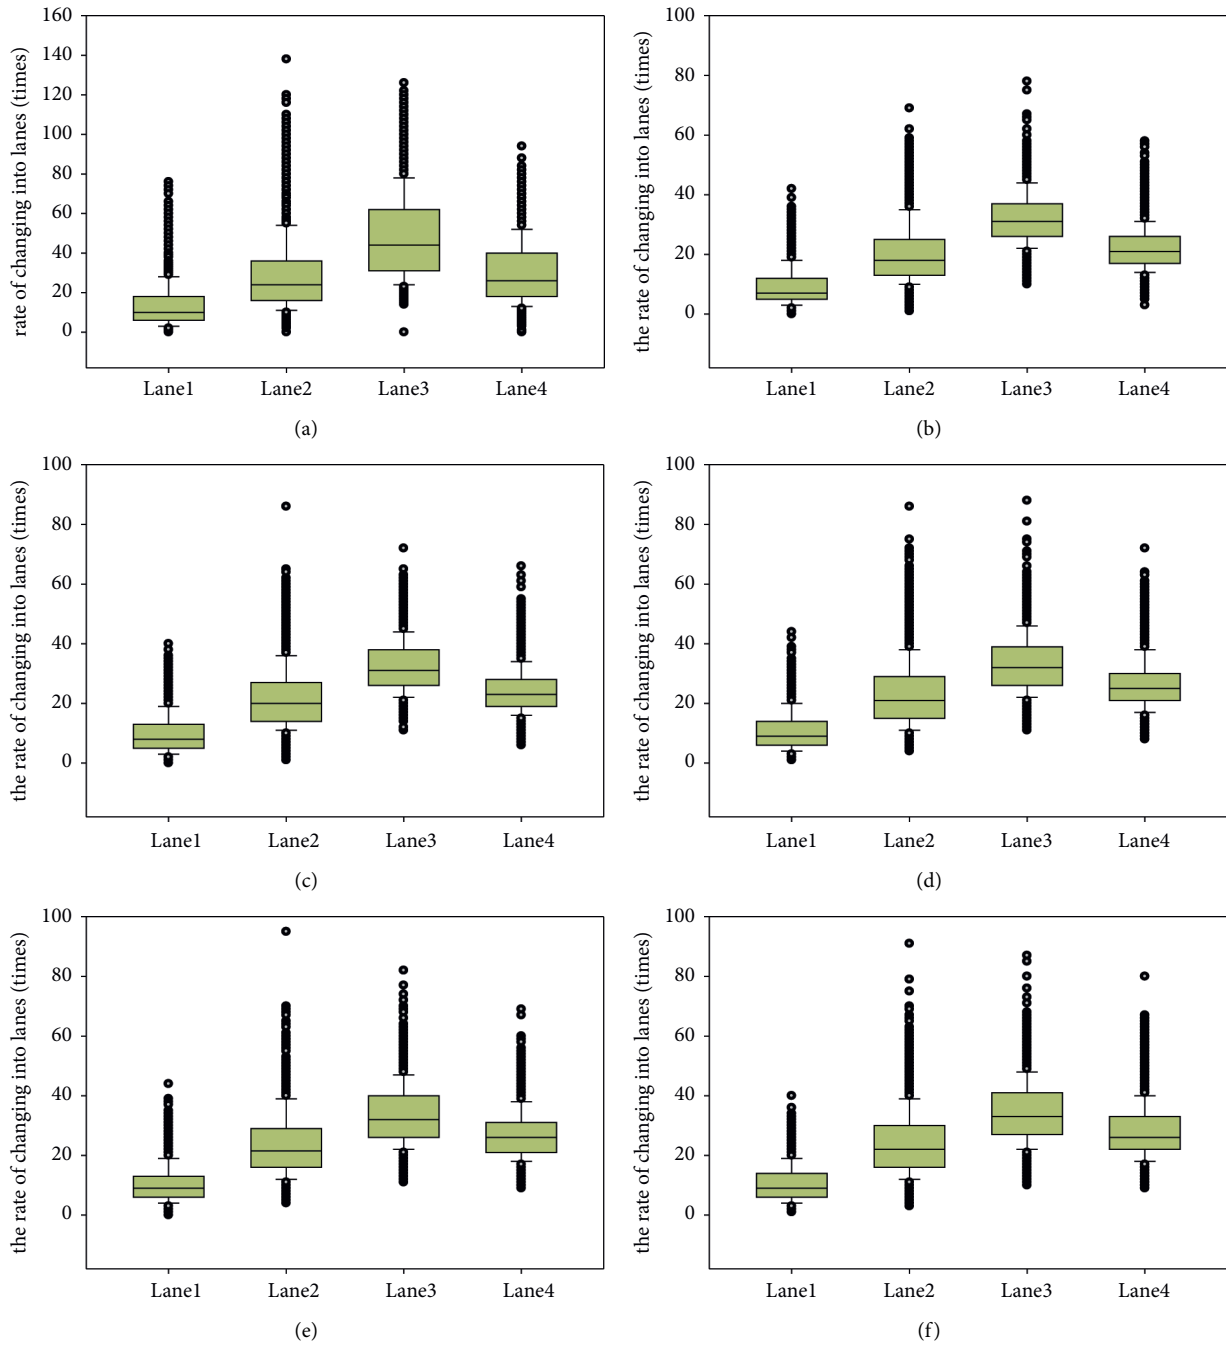 rate of changing into lanes (times)
160
140
120
100
80
60
40
20
0
Lane1 Lane2 Lane3 Lane4
(a)
the rate of changing into lanes (times)
100
80
60
40
20
0
Lane1 Lane2 Lane3 Lane4
(b)
the rate of changing into lanes (times)
100
80
60
40
20
0
Lane1 Lane2 Lane3 Lane4
(c)
the rate of changing into lanes (times)
100
80
60
40
20
0
Lane1 Lane2 Lane3 Lane4
(d)
the rate of changing into lanes (times)
100
80
60
40
20
0
Lane1 Lane2 Lane3 Lane4
(e)
the rate of changing into lanes (times)
100
80
60
40
20
0
Lane1 Lane2 Lane3 Lane4
(f)